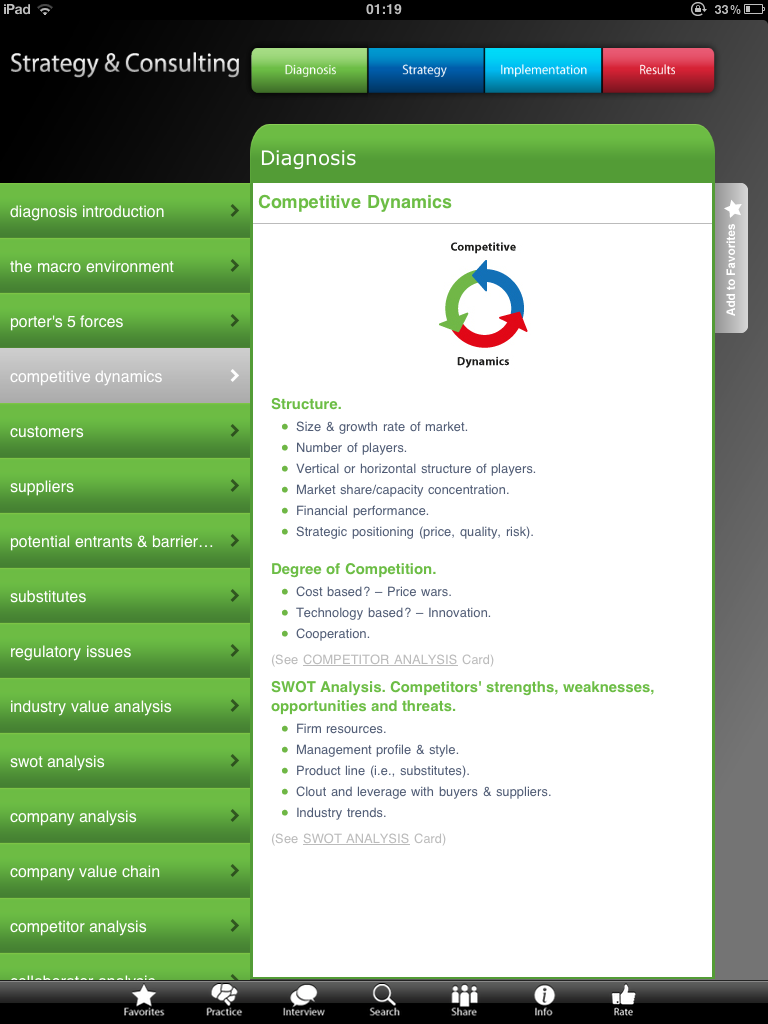 iPad
01:19
33%
Strategy & Consulting
Diagnosis
Strategy
Implementation
Results
Diagnosis
diagnosis introduction
the macro environment
porter's 5 forces
competitive dynamics
customers
suppliers
potential entrants & barrier…
substitutes
regulatory issues
industry value analysis
swot analysis
company analysis
company value chain
competitor analysis
collaborator analysis
Competitive Dynamics
Add to Favorites
Competitive
Dynamics
Structure.
Size & growth rate of market.
Number of players.
Vertical or horizontal structure of players.
Market share/capacity concentration.
Financial performance.
Strategic positioning (price, quality, risk).
Degree of Competition.
Cost based? – Price wars.
Technology based? – Innovation.
Cooperation.
(See COMPETITOR ANALYSIS Card)
SWOT Analysis. Competitors' strengths, weaknesses,
opportunities and threats.
Firm resources.
Management profile & style.
Product line (i.e., substitutes).
Clout and leverage with buyers & suppliers.
Industry trends.
(See SWOT ANALYSIS Card)
Favorites
Practice
Interview
Search
Share
Info
Rate